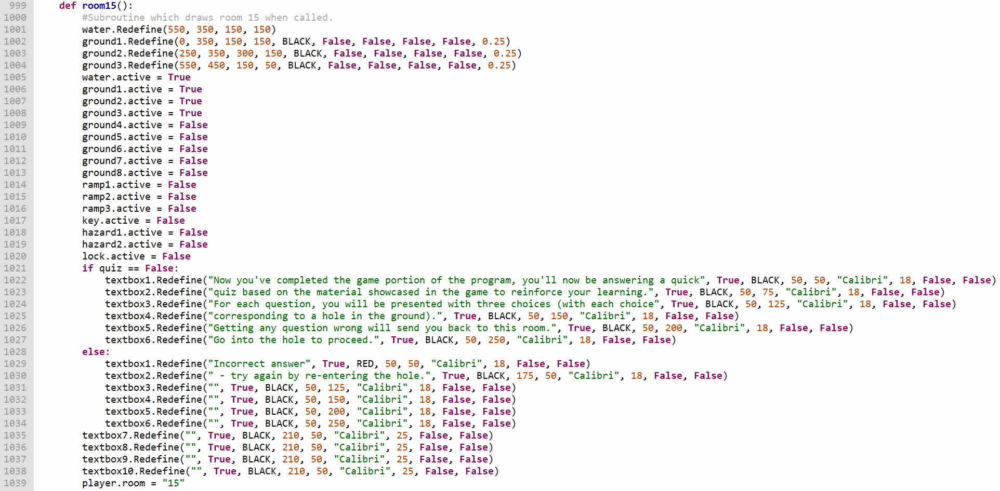 999 def room15():
1000 #Subroutine which draws room 15 when called.
1001 water.Redefine(550, 350, 150, 150)
1002 ground1.Redefine(0, 350, 150, 150, BLACK, False, False, False, False, 0.25)
1003 ground2.Redefine(250, 350, 300, 150, BLACK, False, False, False, False, 0.25)
1004 ground3.Redefine(550, 450, 150, 50, BLACK, False, False, False, False, 0.25)
1005 water.active = True
1006 ground1.active = True
1007 ground2.active = True
1008 ground3.active = True
1009 ground4.active = False
1010 ground5.active = False
1011 ground6.active = False
1012 ground7.active = False
1013 ground8.active = False
1014 ramp1.active = False
1015 ramp2.active = False
1016 ramp3.active = False
1017 key.active = False
1018 hazard1.active = False
1019 hazard2.active = False
1020 lock.active = False
1021 if quiz == False:
1022 textbox1.Redefine("Now you've completed the game portion of the program, you'll now be answering a quick", True, BLACK, 50, 50, "Calibri", 18, False, False)
1023 textbox2.Redefine("quiz based on the material showcased in the game to reinforce your learning.", True, BLACK, 50, 75, "Calibri", 18, False, False)
1024 textbox3.Redefine("For each question, you will be presented with three choices (with each choice", True, BLACK, 50, 125, "Calibri", 18, False, False)
1025 textbox4.Redefine("corresponding to a hole in the ground).", True, BLACK, 50, 150, "Calibri", 18, False, False)
1026 textbox5.Redefine("Getting any question wrong will send you back to this room.", True, BLACK, 50, 200, "Calibri", 18, False, False)
1027 textbox6.Redefine("Go into the hole to proceed.", True, BLACK, 50, 250, "Calibri", 18, False, False)
1028 else:
1029 textbox1.Redefine("Incorrect answer", True, RED, 50, 50, "Calibri", 18, False, False)
1030 textbox2.Redefine(" - try again by re-entering the hole.", True, BLACK, 175, 50, "Calibri", 18, False, False)
1031 textbox3.Redefine("", True, BLACK, 50, 125, "Calibri", 18, False, False)
1032 textbox4.Redefine("", True, BLACK, 50, 150, "Calibri", 18, False, False)
1033 textbox5.Redefine("", True, BLACK, 50, 200, "Calibri", 18, False, False)
1034 textbox6.Redefine("", True, BLACK, 50, 250, "Calibri", 18, False, False)
1035 textbox7.Redefine("", True, BLACK, 210, 50, "Calibri", 25, False, False)
1036 textbox8.Redefine("", True, BLACK, 210, 50, "Calibri", 25, False, False)
1037 textbox9.Redefine("", True, BLACK, 210, 50, "Calibri", 25, False, False)
1038 textbox10.Redefine("", True, BLACK, 210, 50, "Calibri", 25, False, False)
1039 player.room = "15"